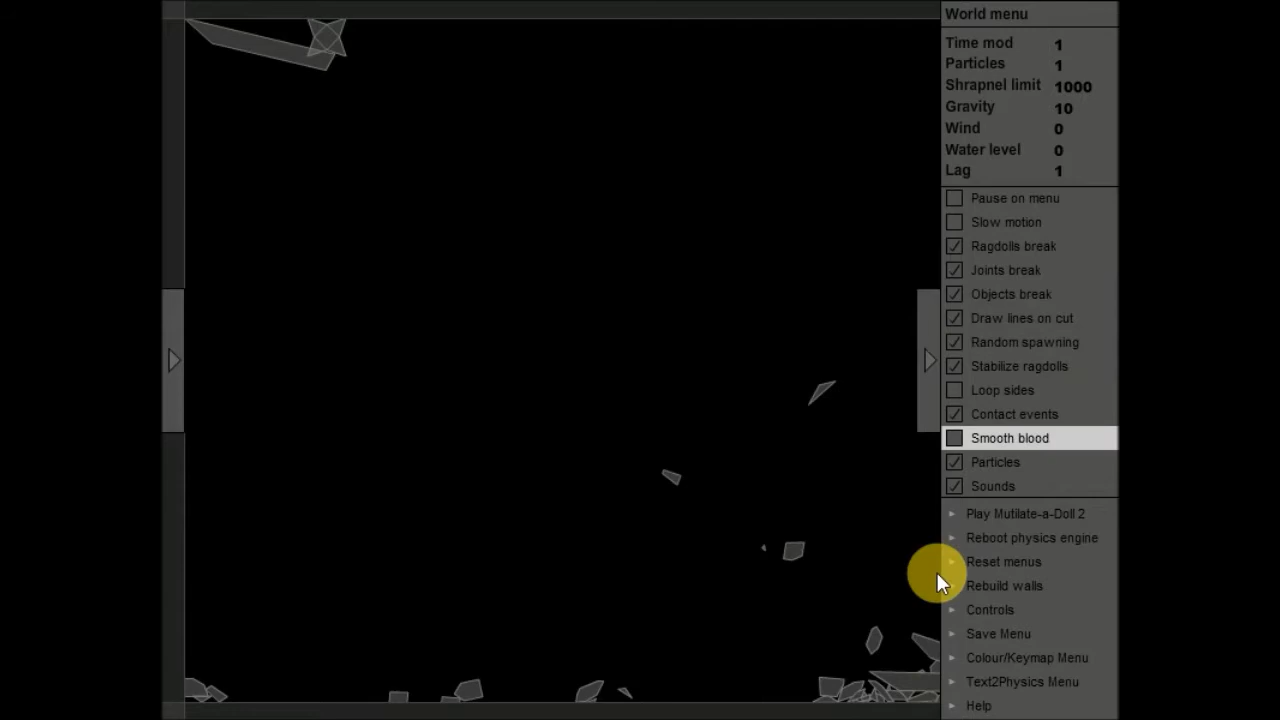 World menu
Time mod 1
Particles 1
Shrapnel limit 1000
Gravity 10
Wind 0
Water level 0
Lag 1
Pause on menu
Slow motion
Ragdolls break
Joints break
Objects break
Draw lines on cut
Random spawning
Stabilize ragdolls
Loop sides
Contact events
Smooth blood
Particles
Sounds
Play Mutilate-a-Doll 2
Reboot physics engine
Reset menus
Rebuild walls
Controls
Save Menu
Colour/Keymap Menu
Text2Physics Menu
Help